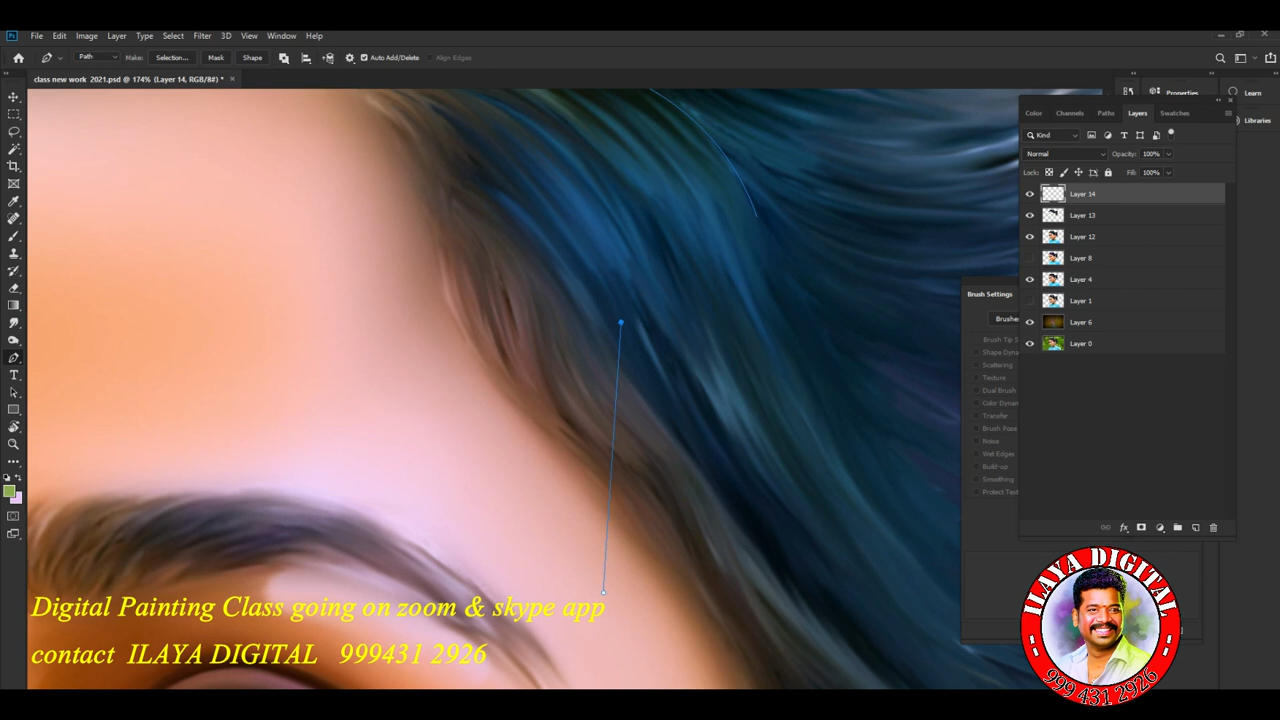 Ps File Edit Image Layer Type Select Filter 3D View Window Help
Path Make: Selection... Mask Shape Auto Add/Delete Align Edges
class new work 2021.psd @ 174% (Layer 14, RGB/8#) * ×
Properties
Learn
Libraries
Color Channels Paths Layers Swatches
Kind
Normal Opacity: 100%
Lock: Fill: 100%
Layer 14
Layer 13
Layer 12
Layer 8
Layer 4
Layer 1
Layer 6
Layer 0
Brush Settings
Brushes
Brush Tip S
Shape Dyna
Scattering
Texture
Dual Brush
Color Dynam
Transfer
Brush Pose
Noise
Wet Edges
Build-up
Smoothing
Protect Text
Digital Painting Class going on zoom & skype app
contact ILAYA DIGITAL 999431 2926
ILAYA DIGITAL
999 431 2926